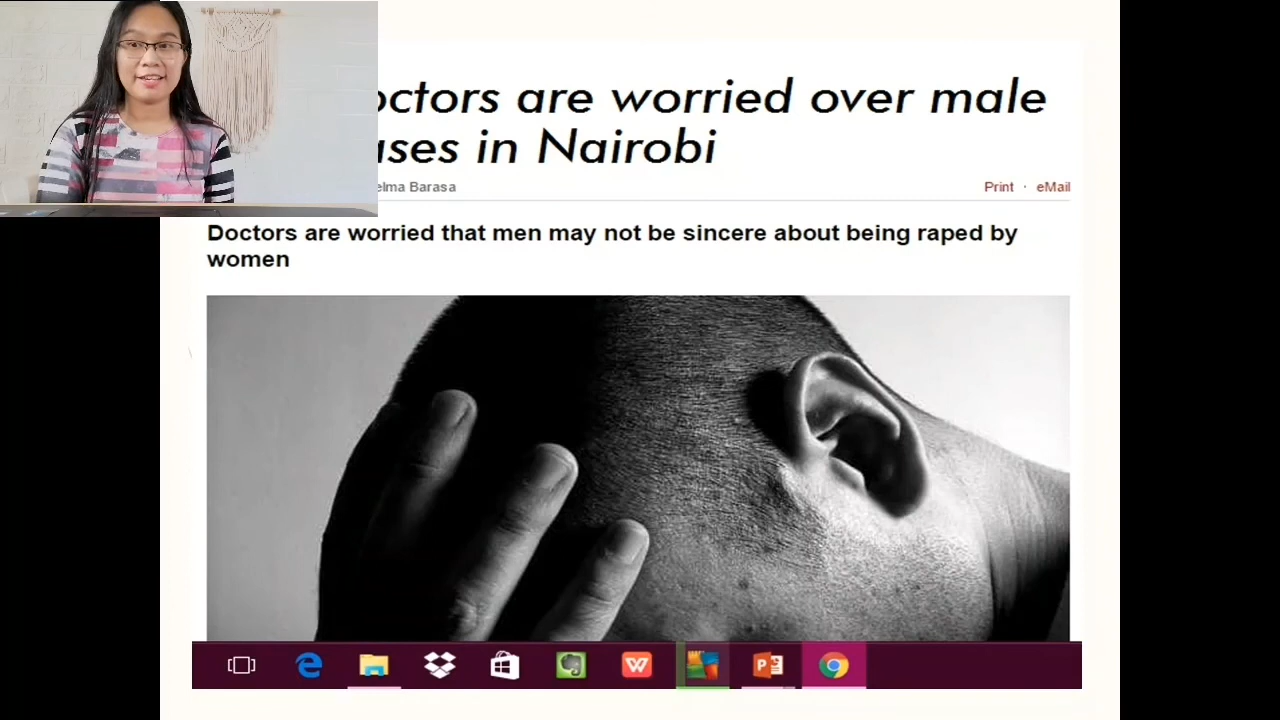 octors are worried over male
ases in Nairobi
elma Barasa
Print · eMail
Doctors are worried that men may not be sincere about being raped by
women